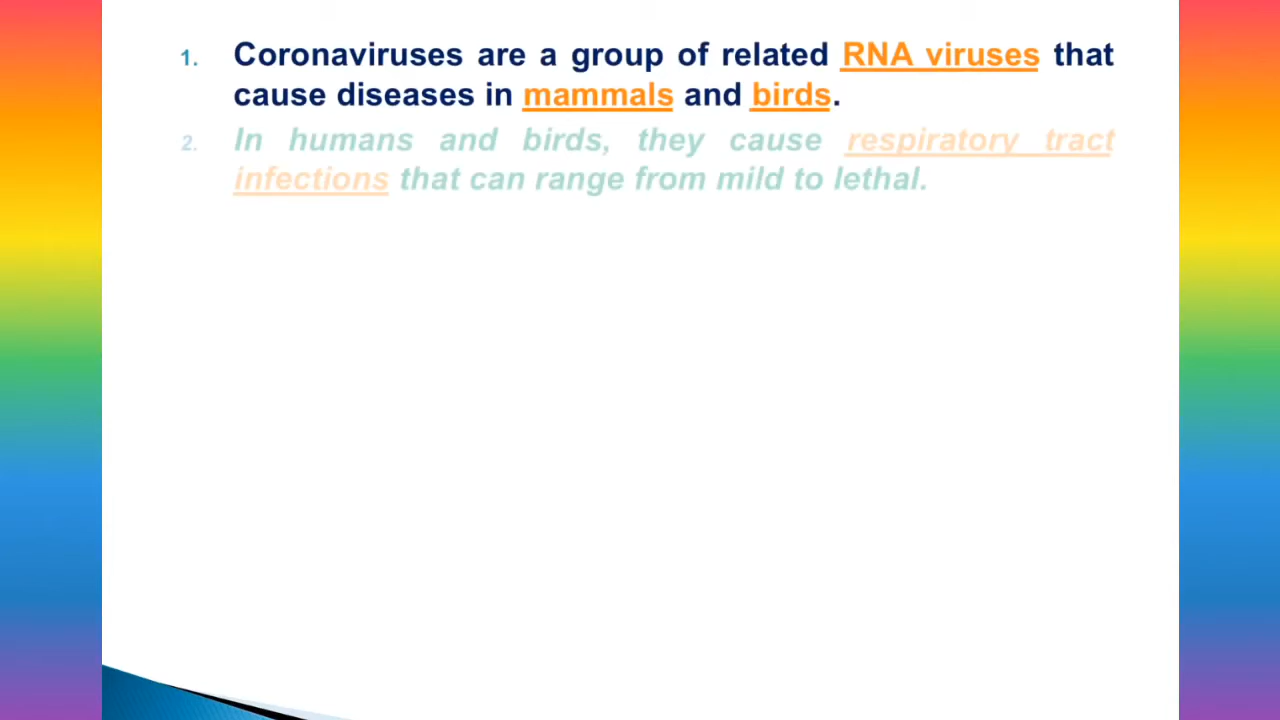 1. Coronaviruses are a group of related RNA viruses that
cause diseases in mammals and birds.
2. In humans and birds, they cause respiratory tract
infections that can range from mild to lethal.